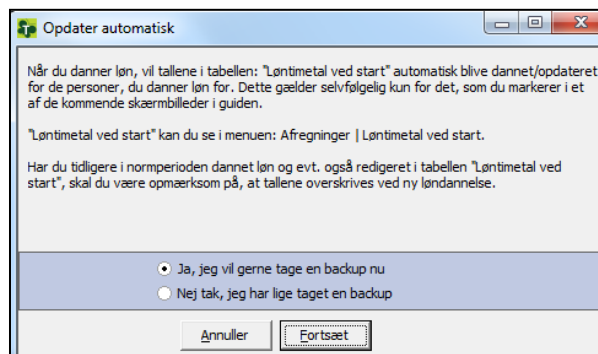 Opdater automatisk
Når du danner løn, vil tallene i tabellen: "Løntimetal ved start" automatisk blive dannet/opdateret
for de personer, du danner løn for. Dette gælder selvfølgelig kun for det, som du markerer i et
af de kommende skærmbilleder i guiden.
"Løntimetal ved start" kan du se i menuen: Afregninger | Løntimetal ved start.
Har du tidligere i normperioden dannet løn og evt. også redigeret i tabellen "Løntimetal ved
start", skal du være opmærksom på, at tallene overskrives ved ny løndannelse.
Ja, jeg vil gerne tage en backup nu
Nej tak, jeg har lige taget en backup
Annuller Fortsæt